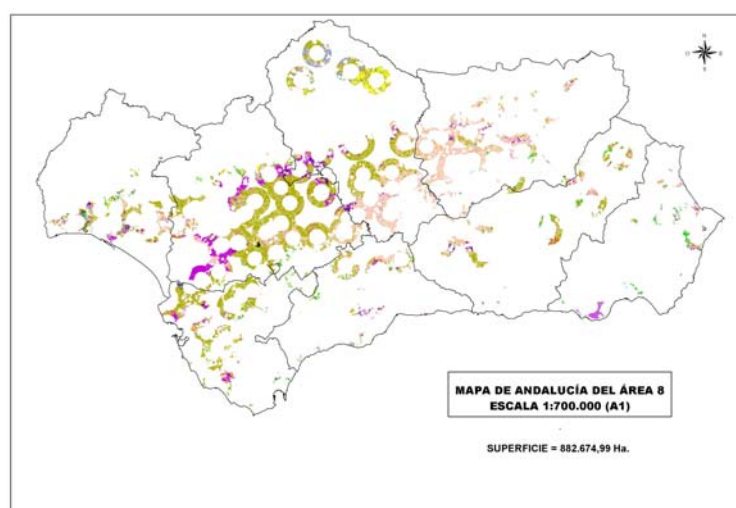 MAPA DE ANDALUCÍA DEL ÁREA 8
ESCALA 1:700.000 (A1)
SUPERFICIE = 882.674,99 Ha.